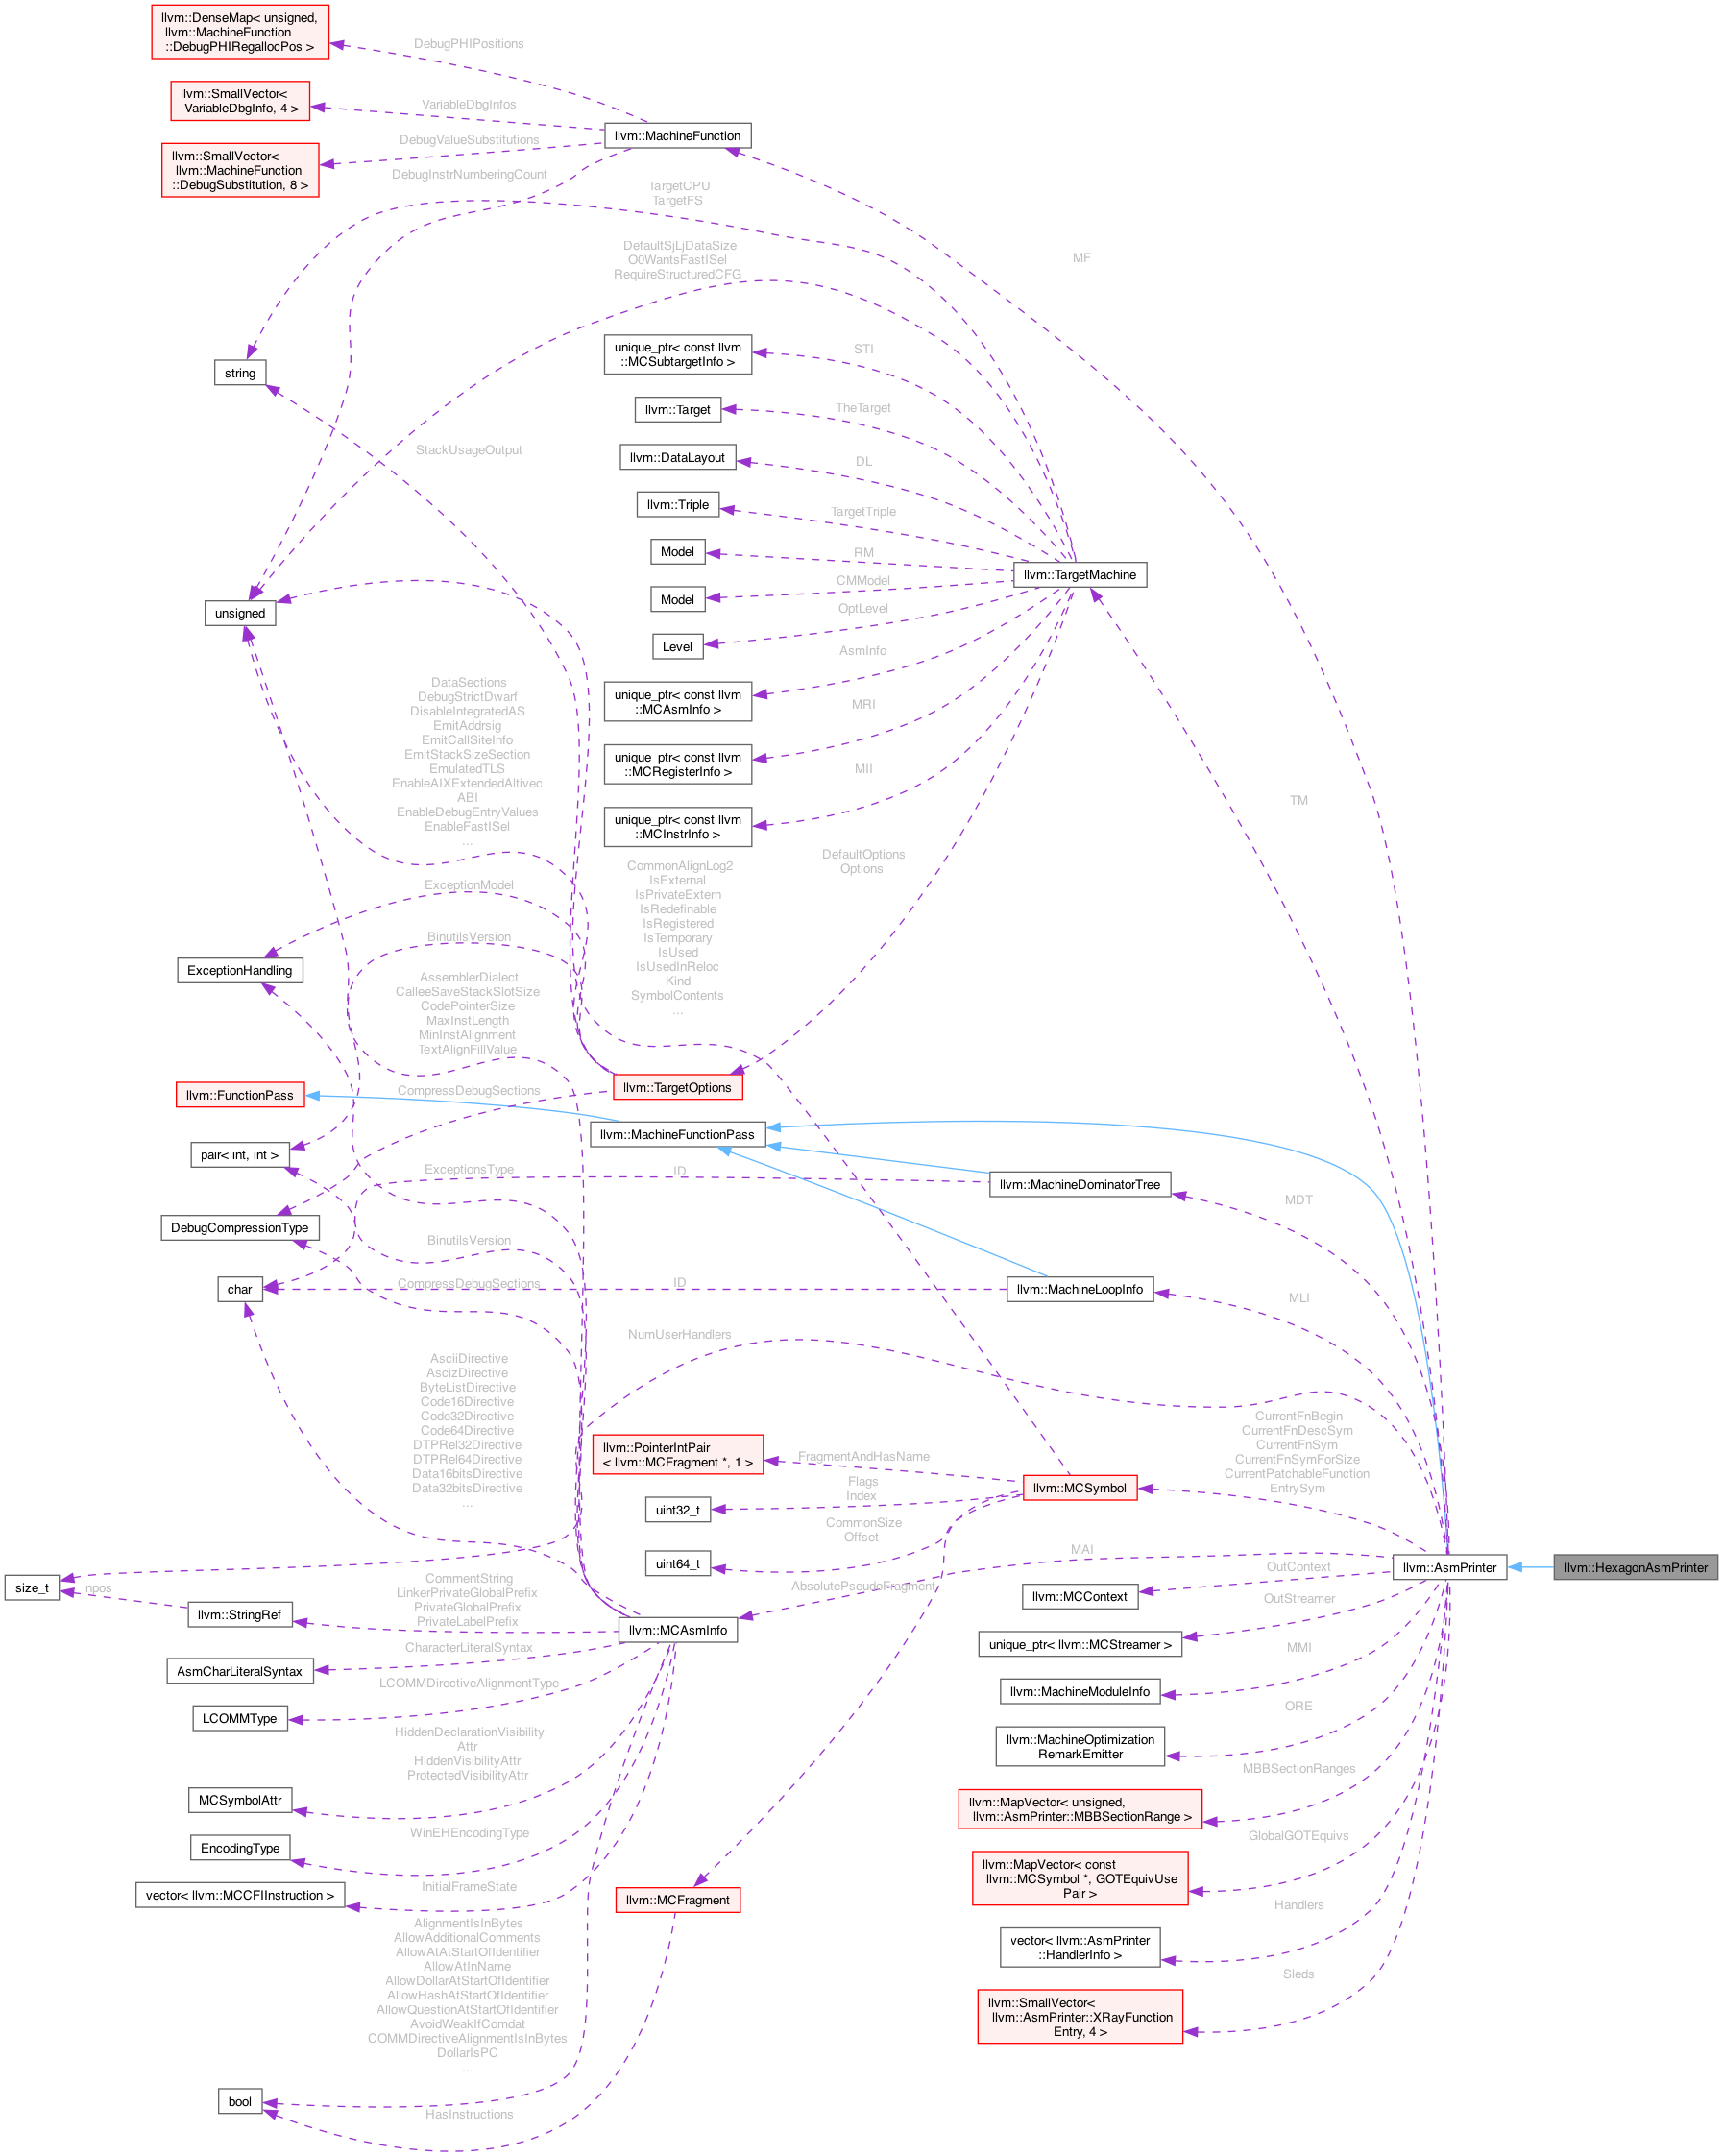 llvm::DenseMap< unsigned,
llvm::MachineFunction
::DebugPHIRegallocPos >
DebugPHIPositions
llvm::SmallVector<
VariableDbgInfo, 4 >
VariableDbgInfos
llvm::MachineFunction
llvm::SmallVector<
llvm::MachineFunction
::DebugSubstitution, 8 >
DebugValueSubstitutions
DebugInstrNumberingCount
TargetCPU
TargetFS
DefaultSjLjDataSize
O0WantsFastISel
RequireStructuredCFG
MF
string
unique_ptr< const llvm
::MCSubtargetInfo >
STI
llvm::Target
TheTarget
StackUsageOutput
llvm::DataLayout
DL
llvm::Triple
TargetTriple
Model
RM
llvm::TargetMachine
Model
CMModel
unsigned
Level
OptLevel
unique_ptr< const llvm
::MCAsmInfo >
AsmInfo
unique_ptr< const llvm
::MCRegisterInfo >
MRI
unique_ptr< const llvm
::MCInstrInfo >
MII
TM
DataSections
DebugStrictDwarf
DisableIntegratedAS
EmitAddrsig
EmitCallSiteInfo
EmitStackSizeSection
EmulatedTLS
EnableAIXExtendedAltivec
ABI
EnableDebugEntryValues
EnableFastISel
...
DefaultOptions
Options
ExceptionModel
CommonAlignLog2
IsExternal
IsPrivateExtern
IsRedefinable
IsRegistered
IsTemporary
IsUsed
IsUsedInReloc
Kind
SymbolContents
...
BinutilsVersion
ExceptionHandling
AssemblerDialect
CalleeSaveStackSlotSize
CodePointerSize
MaxInstLength
MinInstAlignment
TextAlignFillValue
llvm::TargetOptions
llvm::FunctionPass
CompressDebugSections
llvm::MachineFunctionPass
pair< int, int >
ExceptionsType
ID
llvm::MachineDominatorTree
MDT
DebugCompressionType
BinutilsVersion
char
CompressDebugSections
ID
llvm::MachineLoopInfo
MLI
NumUserHandlers
AsciiDirective
AscizDirective
ByteListDirective
Code16Directive
Code32Directive
Code64Directive
DTPRel32Directive
DTPRel64Directive
Data16bitsDirective
Data32bitsDirective
...
llvm::PointerIntPair
< llvm::MCFragment *, 1 >
FragmentAndHasName
llvm::MCSymbol
CurrentFnBegin
CurrentFnDescSym
CurrentFnSym
CurrentFnSymForSize
CurrentPatchableFunction
EntrySym
uint32_t
Flags
Index
uint64_t
CommonSize
Offset
MAI
llvm::AsmPrinter
llvm::HexagonAsmPrinter
size_t
npos
llvm::StringRef
CommentString
LinkerPrivateGlobalPrefix
PrivateGlobalPrefix
PrivateLabelPrefix
AbsolutePseudoFragment
llvm::MCContext
OutContext
llvm::MCAsmInfo
unique_ptr< llvm::MCStreamer >
OutStreamer
AsmCharLiteralSyntax
CharacterLiteralSyntax
llvm::MachineModuleInfo
MMI
LCOMMType
LCOMMDirectiveAlignmentType
llvm::MachineOptimization
RemarkEmitter
ORE
HiddenDeclarationVisibility
Attr
HiddenVisibilityAttr
ProtectedVisibilityAttr
MCSymbolAttr
llvm::MapVector< unsigned,
llvm::AsmPrinter::MBBSectionRange >
MBBSectionRanges
EncodingType
WinEHEncodingType
llvm::MapVector< const
llvm::MCSymbol *, GOTEquivUse
Pair >
GlobalGOTEquivs
vector< llvm::MCCFIInstruction >
InitialFrameState
llvm::MCFragment
vector< llvm::AsmPrinter
::HandlerInfo >
Handlers
AlignmentIsInBytes
AllowAdditionalComments
AllowAtAtStartOfIdentifier
AllowAtInName
AllowDollarAtStartOfIdentifier
AllowHashAtStartOfIdentifier
AllowQuestionAtStartOfIdentifier
AvoidWeakIfComdat
COMMDirectiveAlignmentIsInBytes
DollarIsPC
...
llvm::SmallVector<
llvm::AsmPrinter::XRayFunction
Entry, 4 >
Sleds
bool
HasInstructions